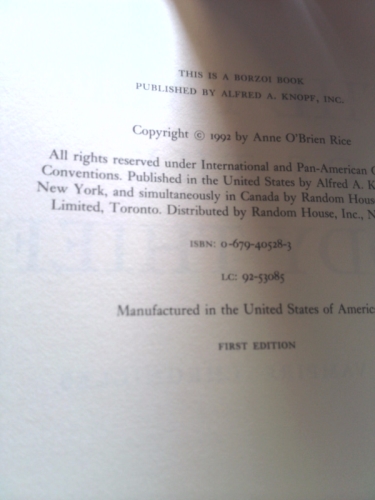 THIS IS A BORZOI BOOK
PUBLISHED BY ALFRED A. KNOPF, INC.
Copyright © 1992 by Anne O'Brien Rice
All rights reserved under International and Pan-American
Conventions. Published in the United States by Alfred A. K
New York, and simultaneously in Canada by Random Hous
Limited, Toronto. Distributed by Random House, Inc., N
ISBN: 0-679-40528-3
LC: 92-53085
Manufactured in the United States of Americ
FIRST EDITION